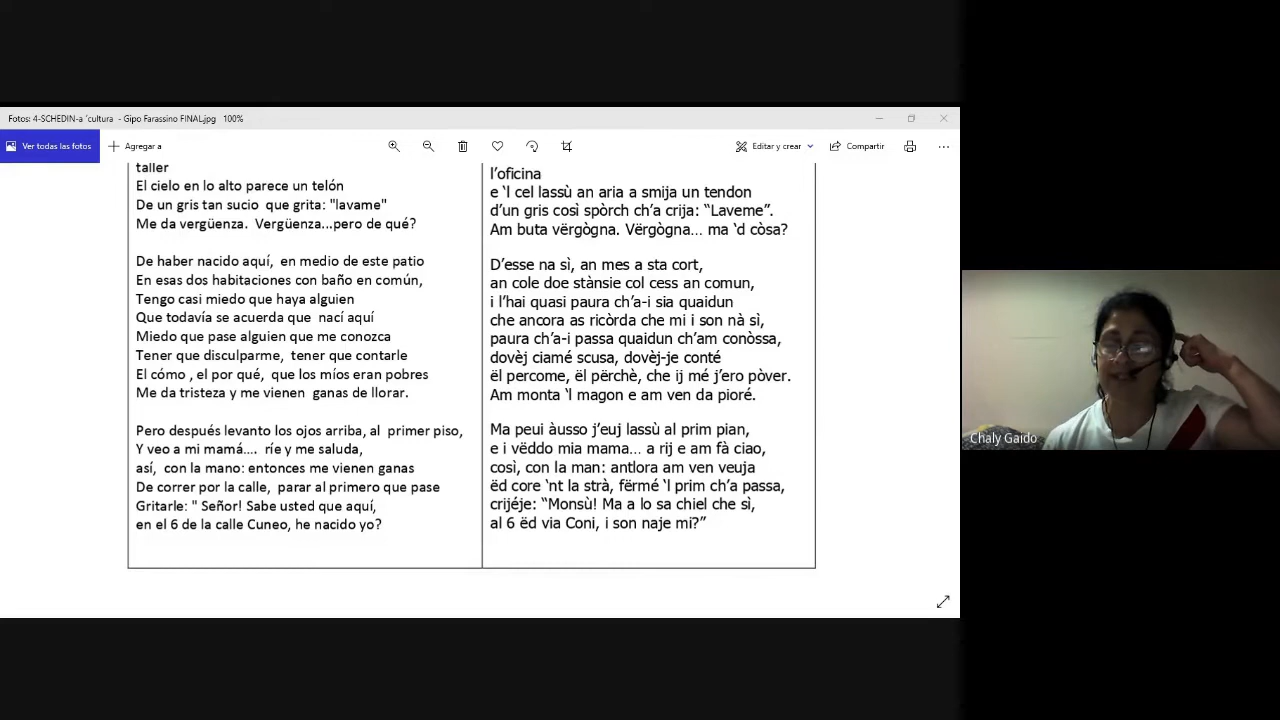 Fotos: 4-SCHEDIN-a ‘cultura - Gipo Farassino FINAL.jpg 100%
Ver todas las fotos
Agregar a
Editar y crear
Compartir
taller
El cielo en lo alto parece un telón
De un gris tan sucio que grita: "lavame"
Me da vergüenza. Vergüenza...pero de qué?
De haber nacido aquí, en medio de este patio
En esas dos habitaciones con baño en común,
Tengo casi miedo que haya alguien
Que todavía se acuerda que nací aquí
Miedo que pase alguien que me conozca
Tener que disculparme, tener que contarle
El cómo , el por qué, que los míos eran pobres
Me da tristeza y me vienen ganas de llorar.
Pero después levanto los ojos arriba, al primer piso,
Y veo a mi mamá.... ríe y me saluda,
así, con la mano: entonces me vienen ganas
De correr por la calle, parar al primero que pase
Gritarle: " Señor! Sabe usted que aquí,
en el 6 de la calle Cuneo, he nacido yo?
l’oficina
e ‘l cel lassù an aria a smija un tendon
d’un gris così spòrch ch’a crija: “Laveme”.
Am buta vërgògna. Vërgògna… ma ‘d còsa?
D’esse na sì, an mes a sta cort,
an cole doe stànsie col cess an comun,
i l’hai quasi paura ch’a-i sia quaidun
che ancora as ricòrda che mi i son nà sì,
paura ch’a-i passa quaidun ch’am conòssa,
dovèj ciamé scusa, dovèj-je conté
ël percome, ël përchè, che ij mé j’ero pòver.
Am monta ‘l magon e am ven da pioré.
Ma peui àusso j’euj lassù al prim pian,
e i vëddo mia mama… a rij e am fà ciao,
così, con la man: antlora am ven veuja
ëd core ‘nt la strà, fërmé ‘l prim ch’a passa,
crijéje: “Monsù! Ma a lo sa chiel che sì,
al 6 ëd via Coni, i son naje mi?”
Chaly Gaido